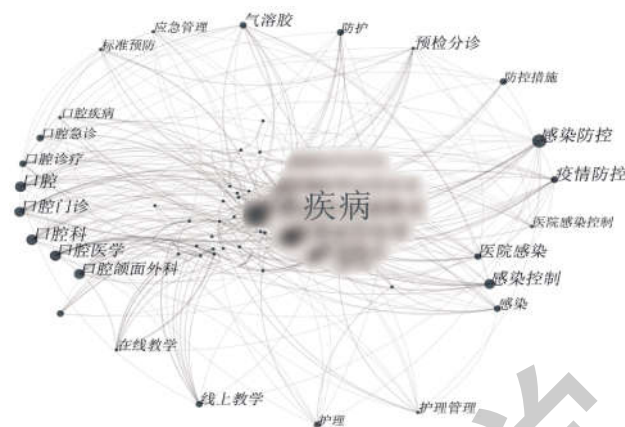 应急管理
气溶胶
防护
预检分诊
标准预防
防控措施
口腔疾病
口腔急诊
感染防控
口腔诊疗
疫情防控
口腔
疾病
口腔门诊
医院感染控制
口腔科
口腔医学
医院感染
口腔颌面外科
感染控制
感染
在线教学
线上教学
护理管理
护理